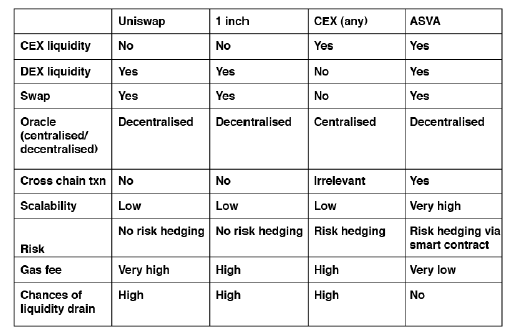 Uniswap 1 inch CEX (any) ASVA
CEX liquidity No No Yes Yes
DEX liquidity Yes Yes No Yes
Swap Yes Yes No Yes
Oracle Decentralised Decentralised Centralised Decentralised
(centralised/
decentralised)
Cross chain txn No No Irrelevant Yes
Scalability Low Low Low Very high
No risk hedging No risk hedging Risk hedging Risk hedging via
Risk smart contract
Gas fee Very high High High Very low
Chances of High High High No
liquidity drain